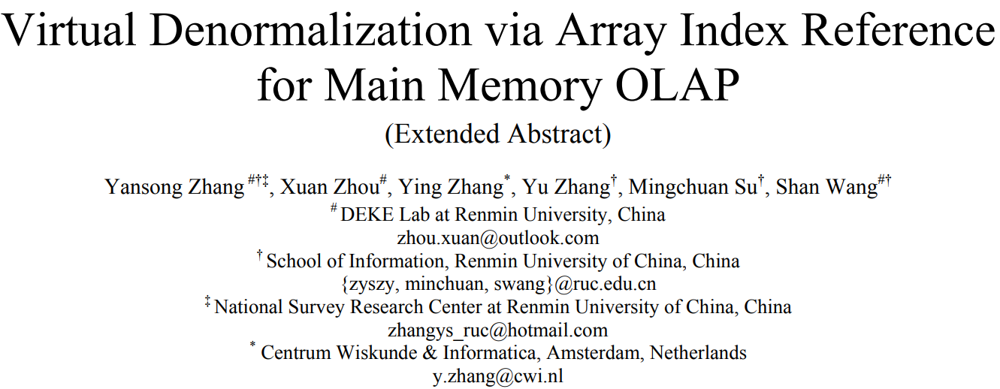 Virtual Denormalization via Array Index Reference
for Main Memory OLAP
(Extended Abstract)
Yansong Zhang #†‡, Xuan Zhou#, Ying Zhang*, Yu Zhang†, Mingchuan Su†, Shan Wang#†
# DEKE Lab at Renmin University, China
zhou.xuan@outlook.com
† School of Information, Renmin University of China, China
{zyszy, minchuan, swang}@ruc.edu.cn
‡ National Survey Research Center at Renmin University of China, China
zhangys_ruc@hotmail.com
* Centrum Wiskunde & Informatica, Amsterdam, Netherlands
y.zhang@cwi.nl